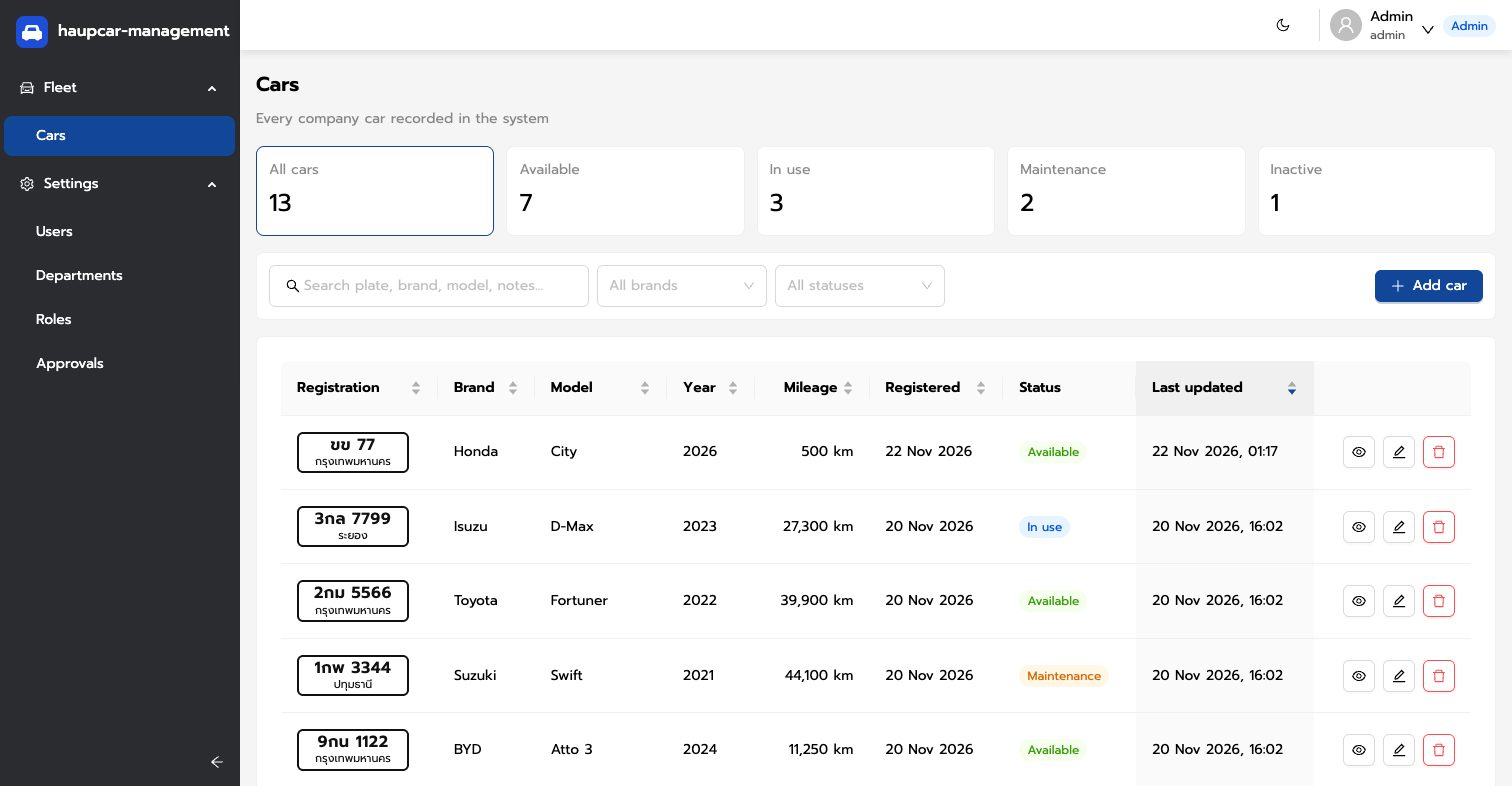 haupcar-management
Admin
admin
Admin
Fleet
Cars
Settings
Users
Departments
Roles
Approvals
Cars
Every company car recorded in the system
All cars
13
Available
7
In use
3
Maintenance
2
Inactive
1
Search plate, brand, model, notes...
All brands
All statuses
Add car
Registration Brand Model Year Mileage Registered Status Last updated
ขข 77
กรุงเทพมหานคร
Honda City 2026 500 km 22 Nov 2026 Available 22 Nov 2026, 01:17
3กล 7799
ระยอง
Isuzu D-Max 2023 27,300 km 20 Nov 2026 In use 20 Nov 2026, 16:02
2กม 5566
กรุงเทพมหานคร
Toyota Fortuner 2022 39,900 km 20 Nov 2026 Available 20 Nov 2026, 16:02
1กพ 3344
ปทุมธานี
Suzuki Swift 2021 44,100 km 20 Nov 2026 Maintenance 20 Nov 2026, 16:02
9กน 1122
กรุงเทพมหานคร
BYD Atto 3 2024 11,250 km 20 Nov 2026 Available 20 Nov 2026, 16:02